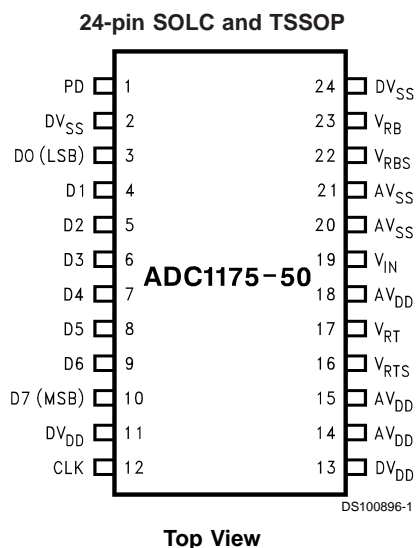 24-pin SOLC and TSSOP
PD 1 24 DVSS
DVSS 2 23 VRB
D0 (LSB) 3 22 VRBS
D1 4 21 AVSS
D2 5 20 AVSS
D3 6 19 VIN
ADC1175-50
D4 7 18 AVDD
D5 8 17 VRT
D6 9 16 VRTS
D7 (MSB) 10 15 AVDD
DVDD 11 14 AVDD
CLK 12 13 DVDD
DS100896-1
Top View